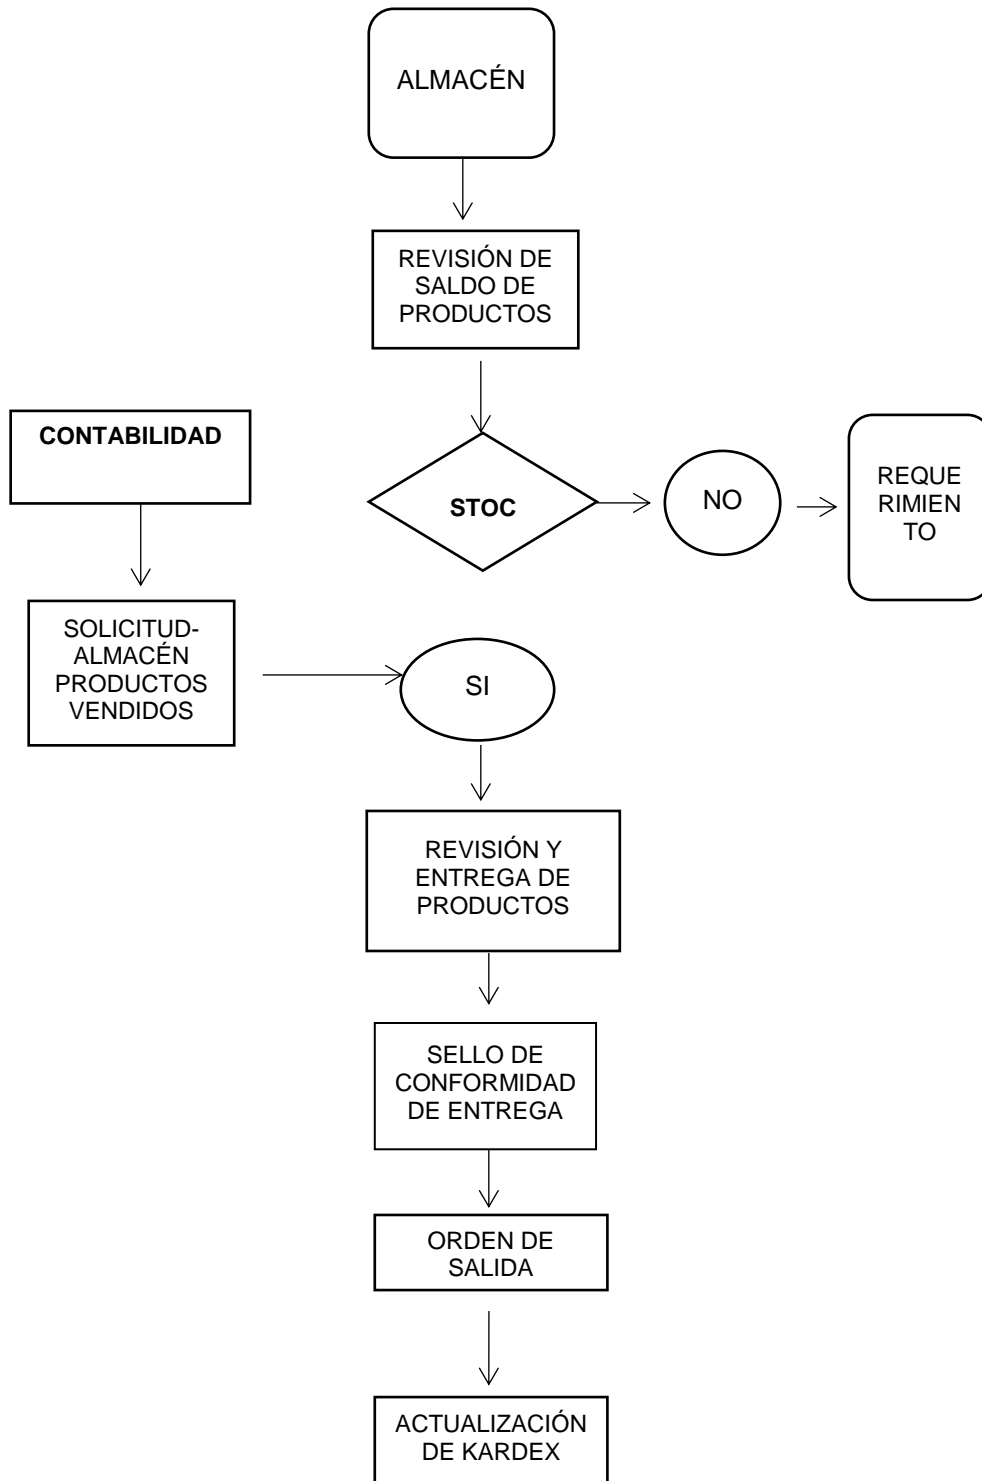 ALMACÉN
REVISIÓN DE
SALDO DE
PRODUCTOS
CONTABILIDAD
STOC
NO
REQUE
RIMIEN
TO
SOLICITUD-
ALMACÉN
PRODUCTOS
VENDIDOS
SI
REVISIÓN Y
ENTREGA DE
PRODUCTOS
SELLO DE
CONFORMIDAD
DE ENTREGA
ORDEN DE
SALIDA
ACTUALIZACIÓN
DE KARDEX